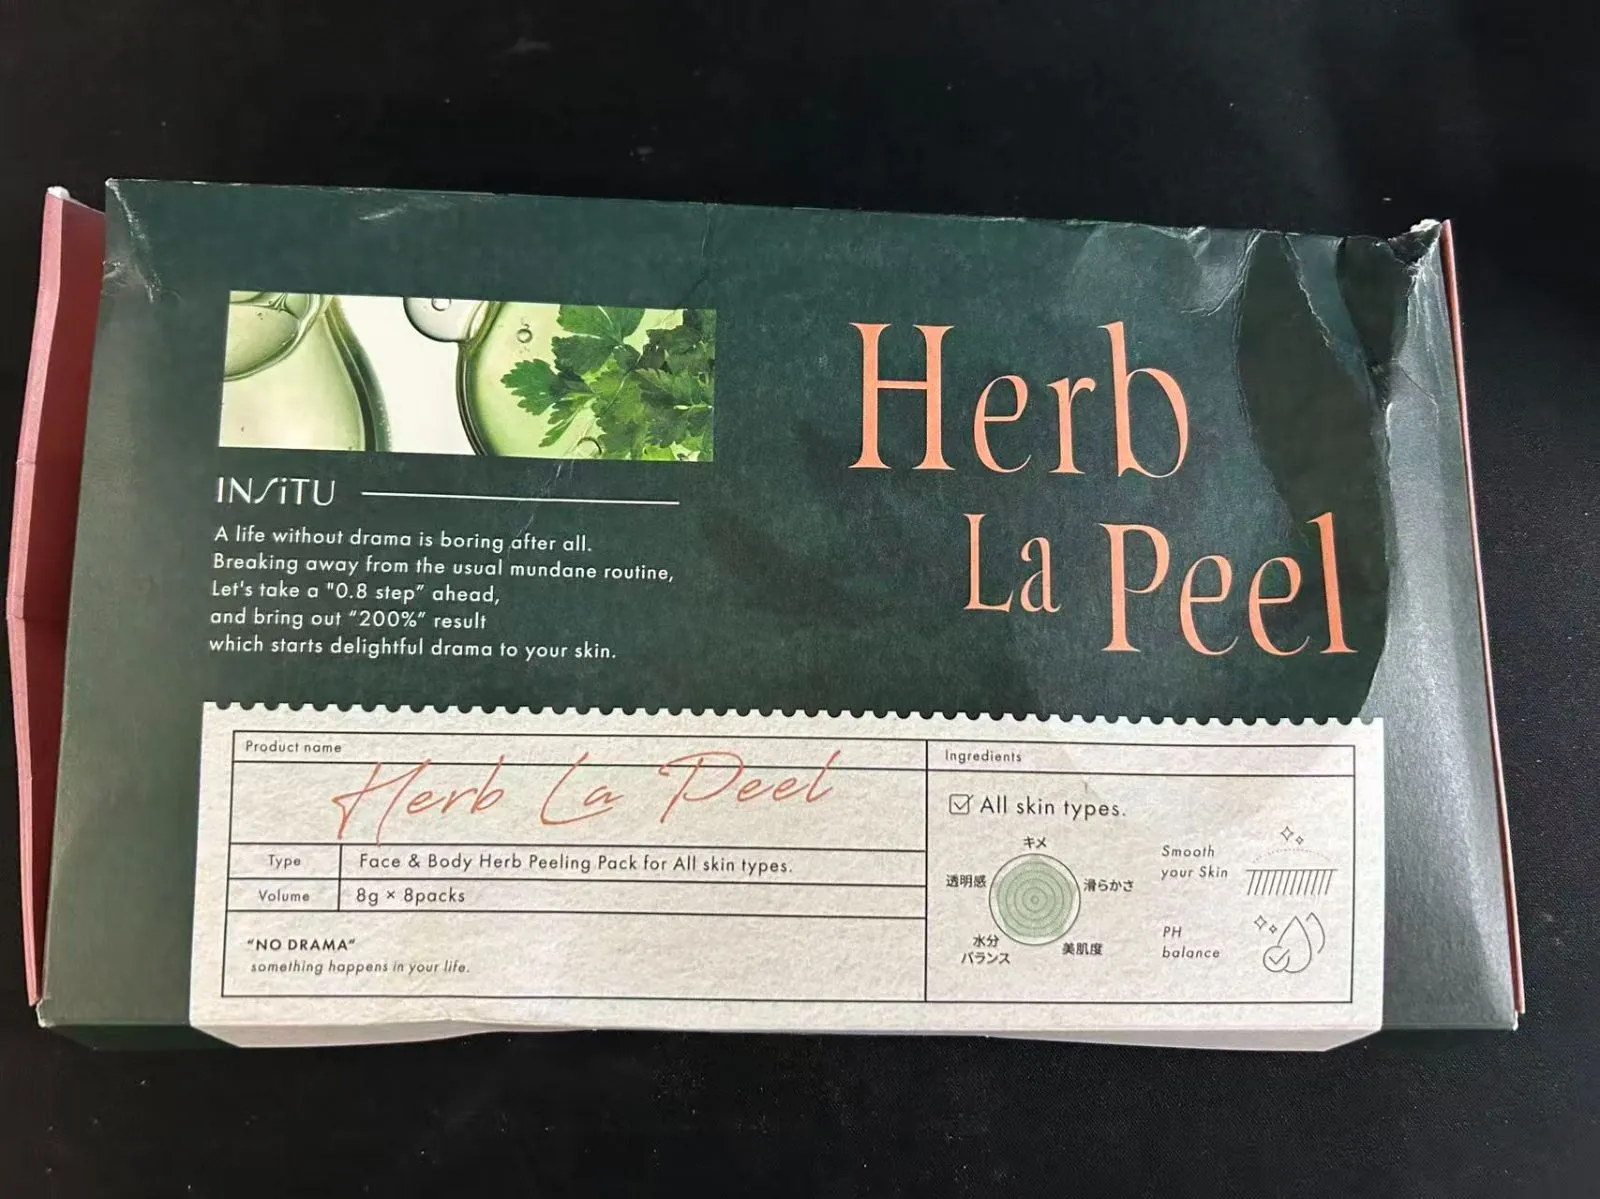 INSiTU
A life without drama is boring after all.
Breaking away from the usual mundane routine,
Let's take a "0.8 step” ahead,
and bring out “200%” result
which starts delightful drama to your skin.
Herb
La Peel
Product name
Herb La Peel
Type
Face & Body Herb Peeling Pack for All skin types.
Volume
8g × 8packs
“NO DRAMA”
something happens in your life.
Ingredients
All skin types.
キメ
透明感
滑らかさ
水分
バランス
美肌度
Smooth
your Skin
PH
balance